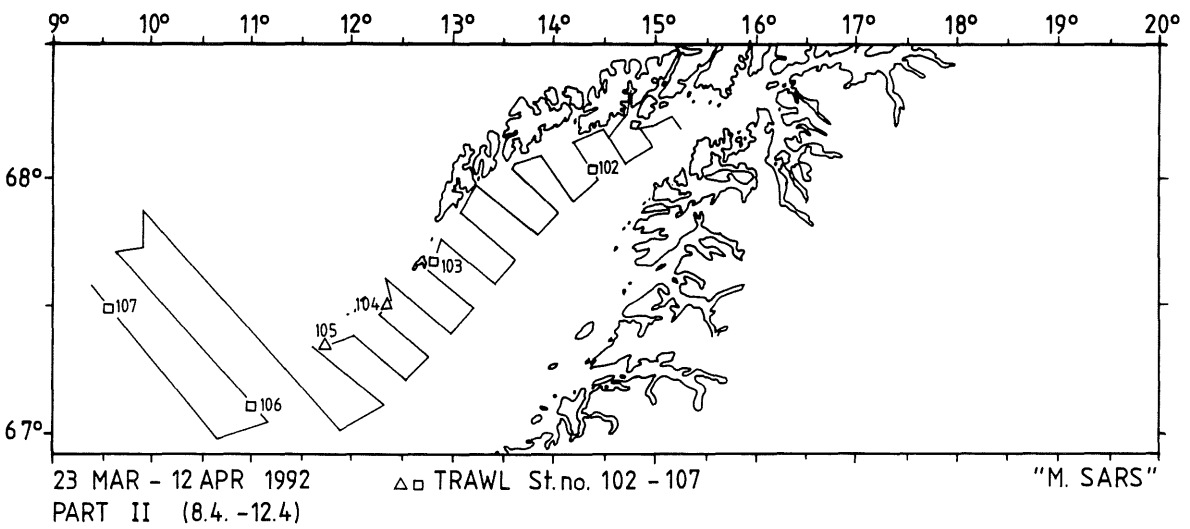 9° 10° 11° 12° 13° 14° 15° 16° 17° 18° 19° 20°
68°
102
103
104
107
105
106
67°
23 MAR - 12 APR 1992 △□ TRAWL St. no. 102 - 107 "M. SARS"
PART II (8.4. -12.4)